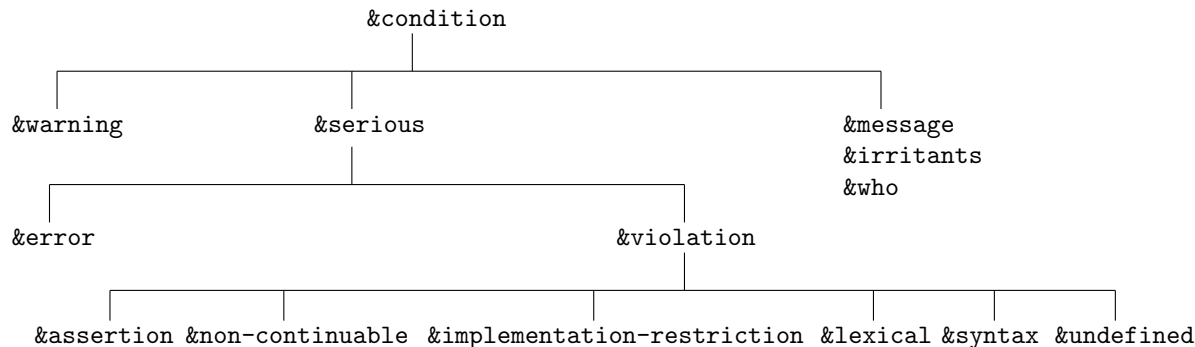 &condition
&warning &serious &message
&irritants
&who
&error &violation
&assertion &non-continuable &implementation-restriction &lexical &syntax &undefined